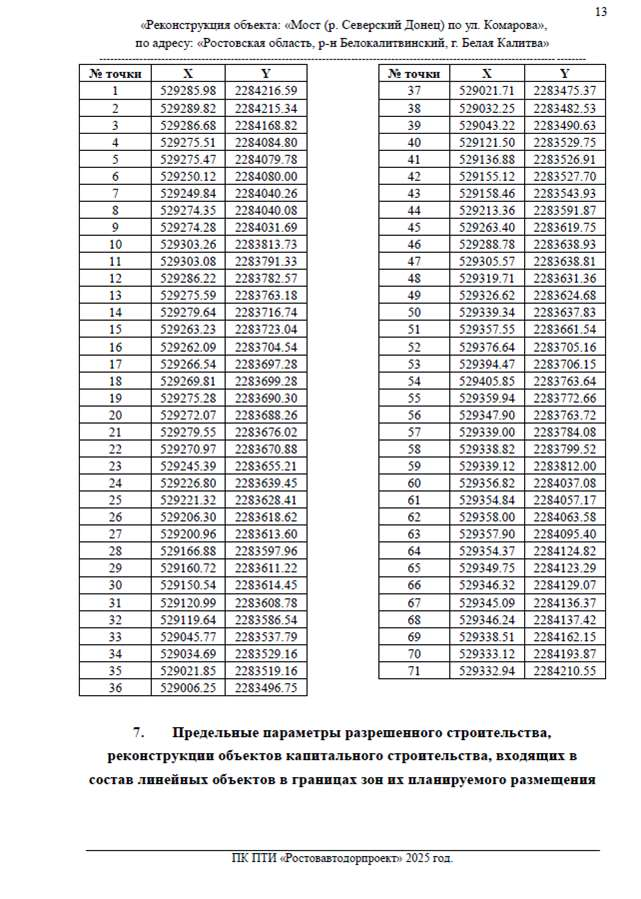 13
«Реконструкция объекта: «Мост (р. Северский Донец) по ул. Комарова»,
по адресу: «Ростовская область, р-н Белокалитвинский, г. Белая Калитва»
№ точки X Y
1 529285.98 2284216.59
2 529289.82 2284215.34
3 529286.68 2284168.82
4 529275.51 2284084.80
5 529275.47 2284079.78
6 529250.12 2284080.00
7 529249.84 2284040.26
8 529274.35 2284040.08
9 529274.28 2284031.69
10 529303.26 2283813.73
11 529303.08 2283791.33
12 529286.22 2283782.57
13 529275.59 2283763.18
14 529279.64 2283716.74
15 529263.23 2283723.04
16 529262.09 2283704.54
17 529266.54 2283697.28
18 529269.81 2283699.28
19 529275.28 2283690.30
20 529272.07 2283688.26
21 529279.55 2283676.02
22 529270.97 2283670.88
23 529245.39 2283655.21
24 529226.80 2283639.45
25 529221.32 2283628.41
26 529206.30 2283618.62
27 529200.96 2283613.60
28 529166.88 2283597.96
29 529160.72 2283611.22
30 529150.54 2283614.45
31 529120.99 2283608.78
32 529119.64 2283586.54
33 529045.77 2283537.79
34 529034.69 2283529.16
35 529021.85 2283519.16
36 529006.25 2283496.75
№ точки X Y
37 529021.71 2283475.37
38 529032.25 2283482.53
39 529043.22 2283490.63
40 529121.50 2283529.75
41 529136.88 2283526.91
42 529155.12 2283527.70
43 529158.46 2283543.93
44 529213.36 2283591.87
45 529263.40 2283619.75
46 529288.78 2283638.93
47 529305.57 2283638.81
48 529319.71 2283631.36
49 529326.62 2283624.68
50 529339.34 2283637.83
51 529357.55 2283661.54
52 529376.64 2283705.16
53 529394.47 2283706.15
54 529405.85 2283763.64
55 529359.94 2283772.66
56 529347.90 2283763.72
57 529339.00 2283784.08
58 529338.82 2283799.52
59 529339.12 2283812.00
60 529356.82 2284037.08
61 529354.84 2284057.17
62 529358.00 2284063.58
63 529357.90 2284095.40
64 529354.37 2284124.82
65 529349.75 2284123.29
66 529346.32 2284129.07
67 529345.09 2284136.37
68 529346.24 2284137.42
69 529338.51 2284162.15
70 529333.12 2284193.87
71 529332.94 2284210.55
7. Предельные параметры разрешенного строительства,
реконструкции объектов капитального строительства, входящих в
состав линейных объектов в границах зон их планируемого размещения
ПК ПТИ «Ростовавтодорпроект» 2025 год.